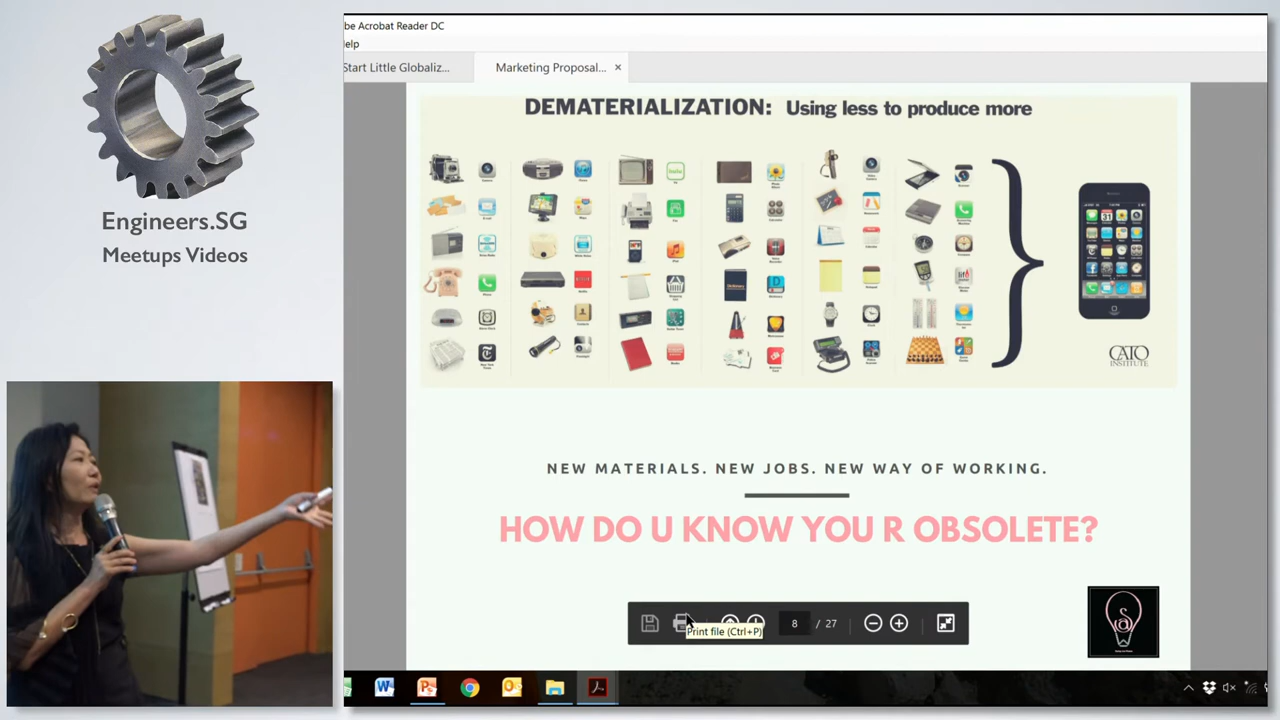 Engineers.SG
Meetups Videos
be Acrobat Reader DC
elp
Start Little Globaliz...
Marketing Proposal...
DEMATERIALIZATION: Using less to produce more
CATO
INSTITUTE
NEW MATERIALS. NEW JOBS. NEW WAY OF WORKING.
HOW DO U KNOW YOU R OBSOLETE?
8 / 27
Print file (Ctrl+P)